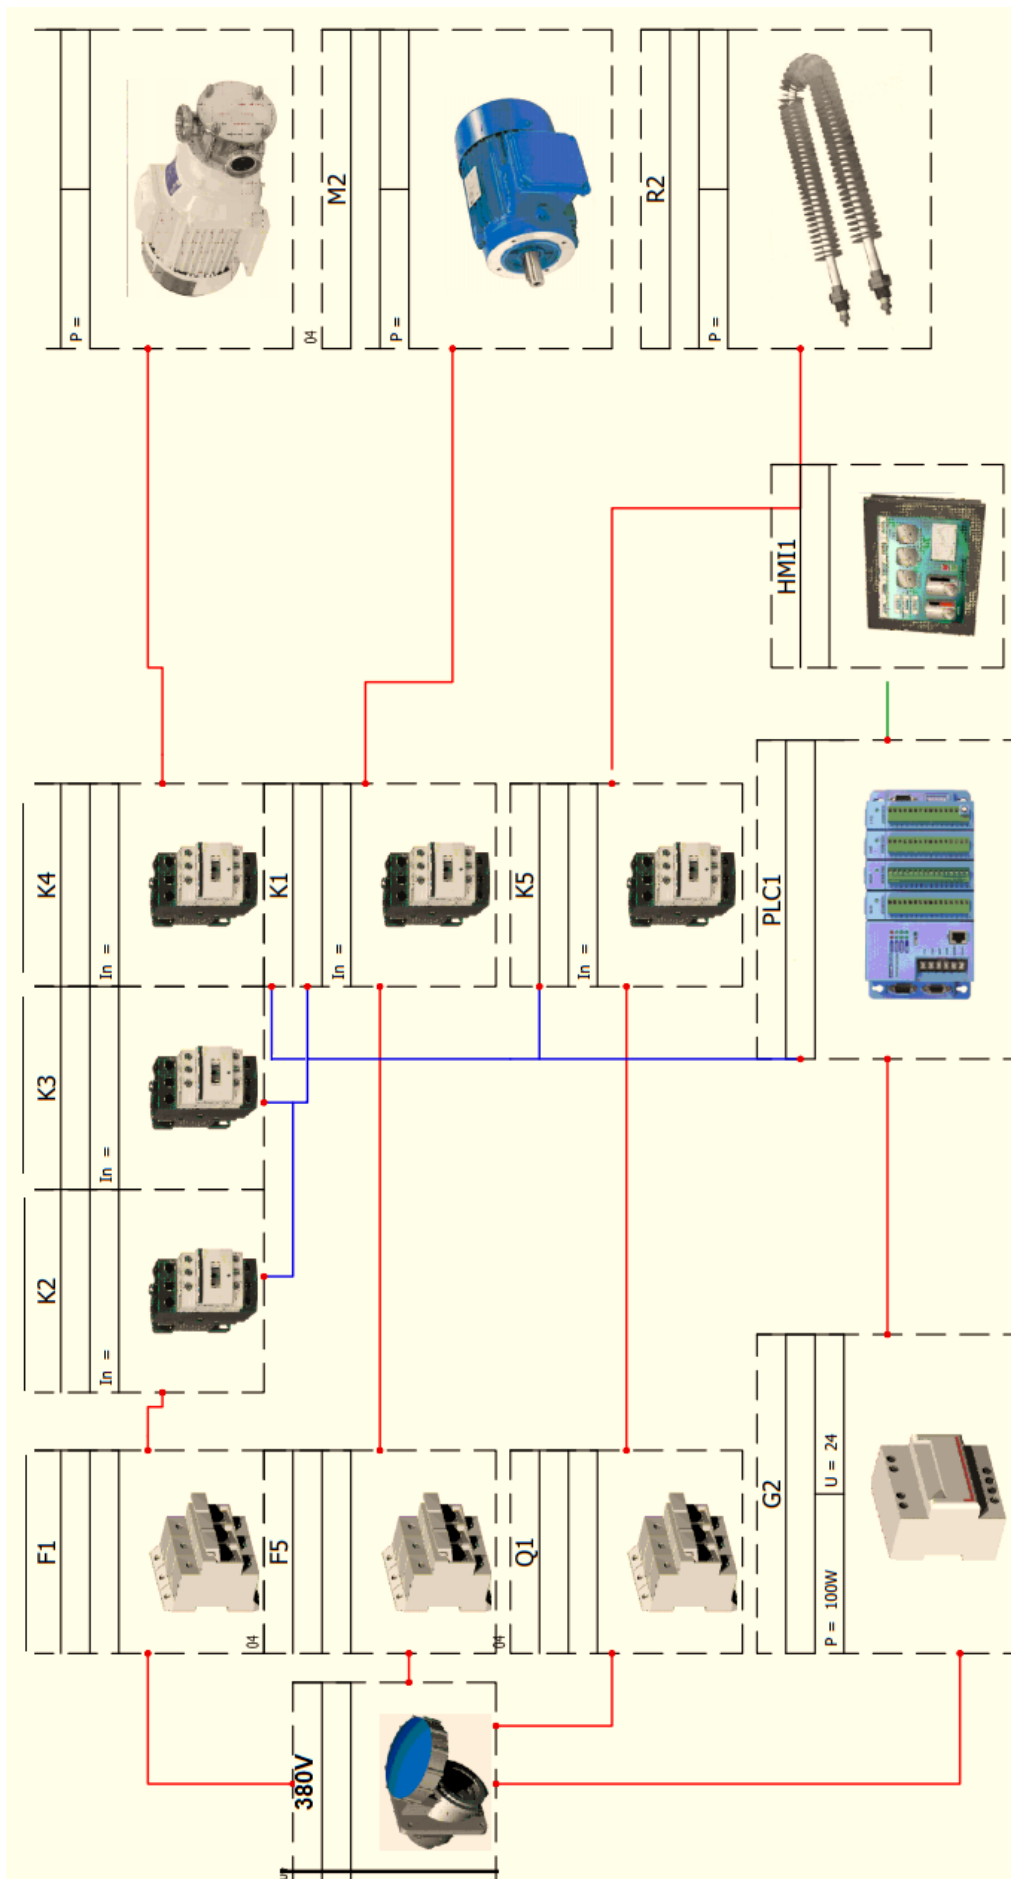 P =
04
M2
P =
R2
P =
HMI1
K4
In =
K1
In =
K5
In =
PLC1
K3
In =
K2
In =
F1
04
F5
04
Q1
G2
P = 100W
U = 24
380V